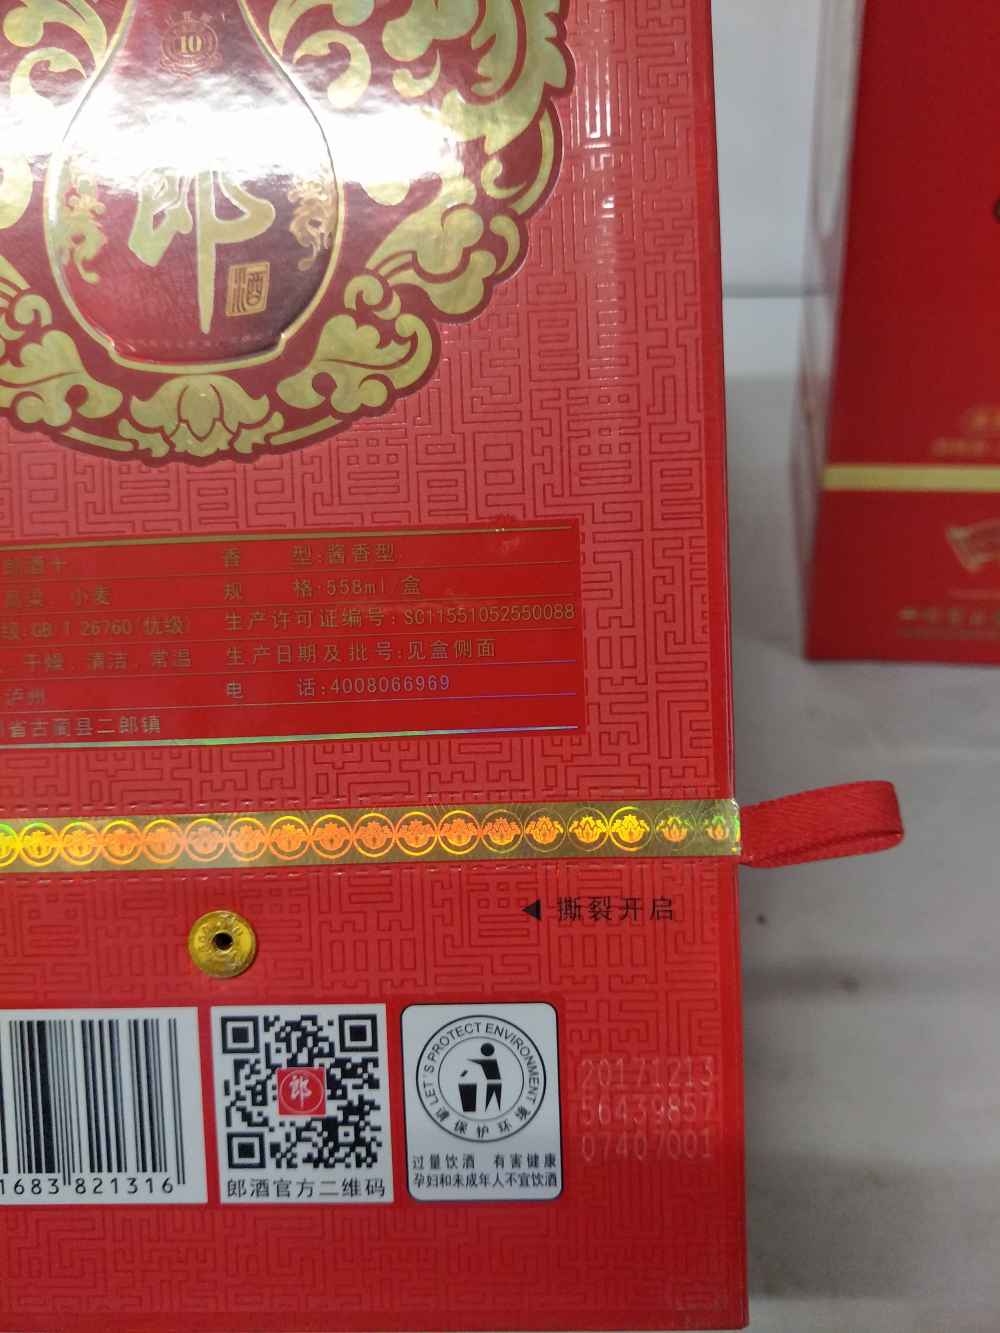 10
郎
酒
郎酒十 香 型:酱香型
高粱、小麦 规 格:558ml/盒
级:GB/T 26760(优级) 生产许可证编号:SC11551052550088
、干燥、清洁、常温 生产日期及批号:见盒侧面
泸州 电 话:4008066969
省古蔺县二郎镇
◀ 撕裂开启
LET'S PROTECT ENVIRONMENT
请保护环境
郎
20171213
56439857
07407001
过量饮酒 有害健康
孕妇和未成年人不宜饮酒
1683 821316
郎酒官方二维码